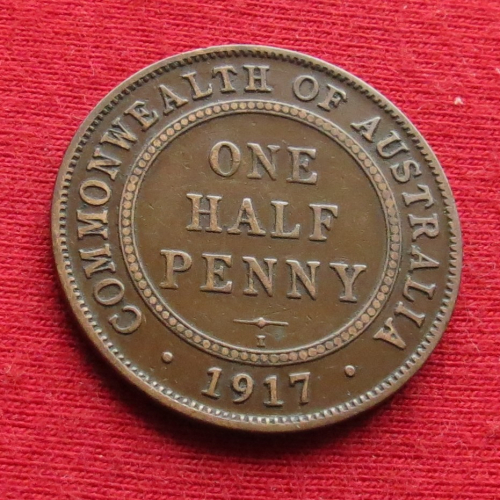 COMMONWEALTH OF AUSTRALIA
ONE
HALF
PENNY
I
· 1917 ·